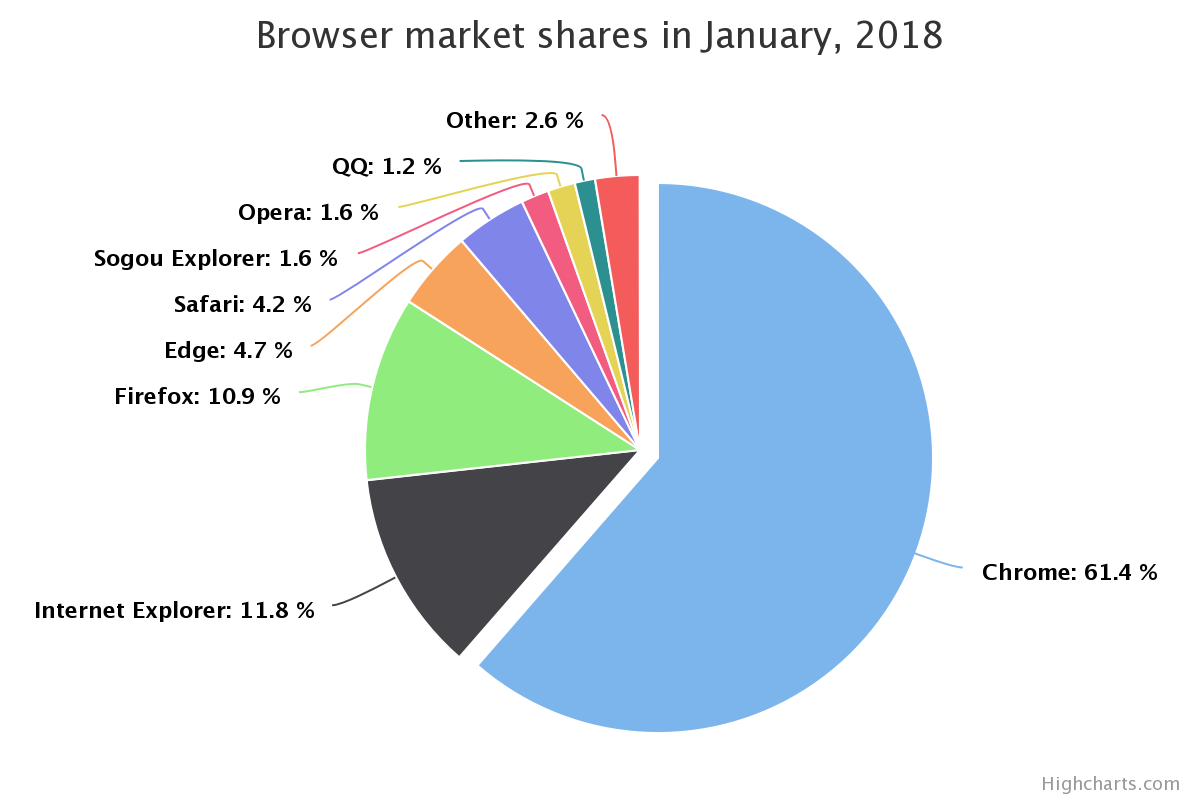 Browser market shares in January, 2018
Other: 2.6 %
QQ: 1.2 %
Opera: 1.6 %
Sogou Explorer: 1.6 %
Safari: 4.2 %
Edge: 4.7 %
Firefox: 10.9 %
Chrome: 61.4 %
Internet Explorer: 11.8 %
Highcharts.com